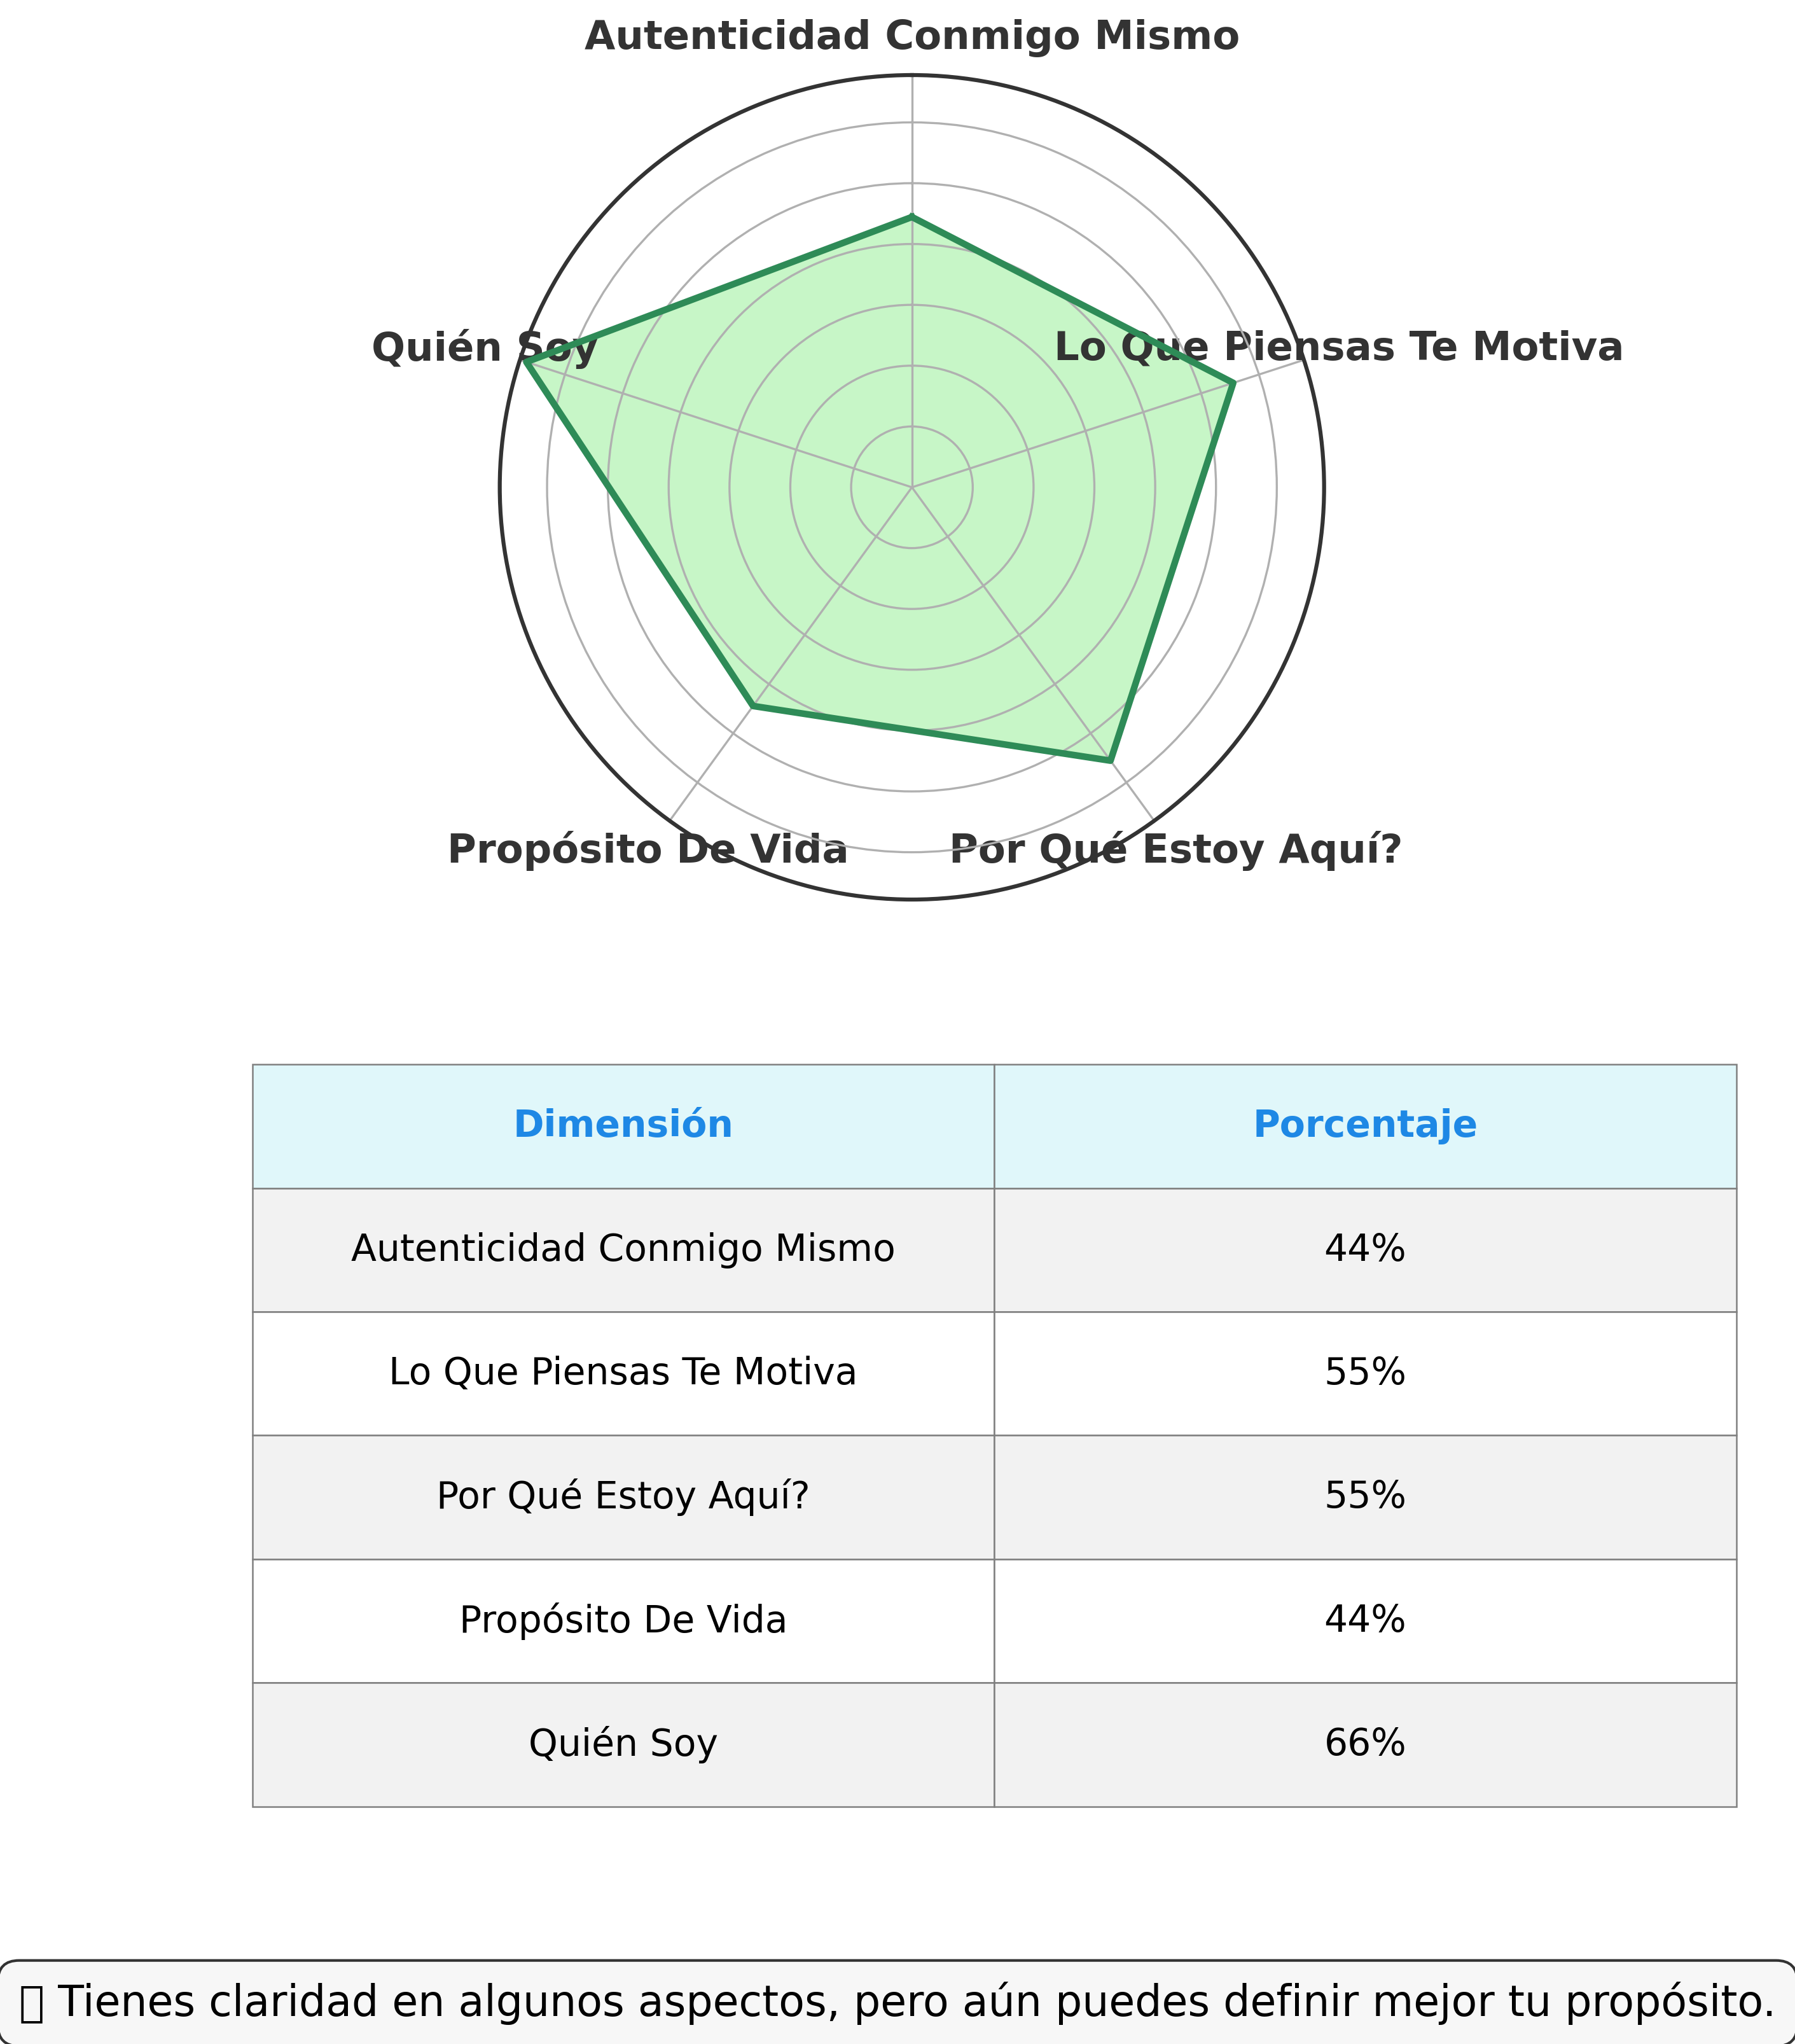 Autenticidad Conmigo Mismo
Quién Soy
Lo Que Piensas Te Motiva
Propósito De Vida
Por Qué Estoy Aquí?
Dimensión Porcentaje
Autenticidad Conmigo Mismo 44%
Lo Que Piensas Te Motiva 55%
Por Qué Estoy Aquí? 55%
Propósito De Vida 44%
Quién Soy 66%
Tienes claridad en algunos aspectos, pero aún puedes definir mejor tu propósito.